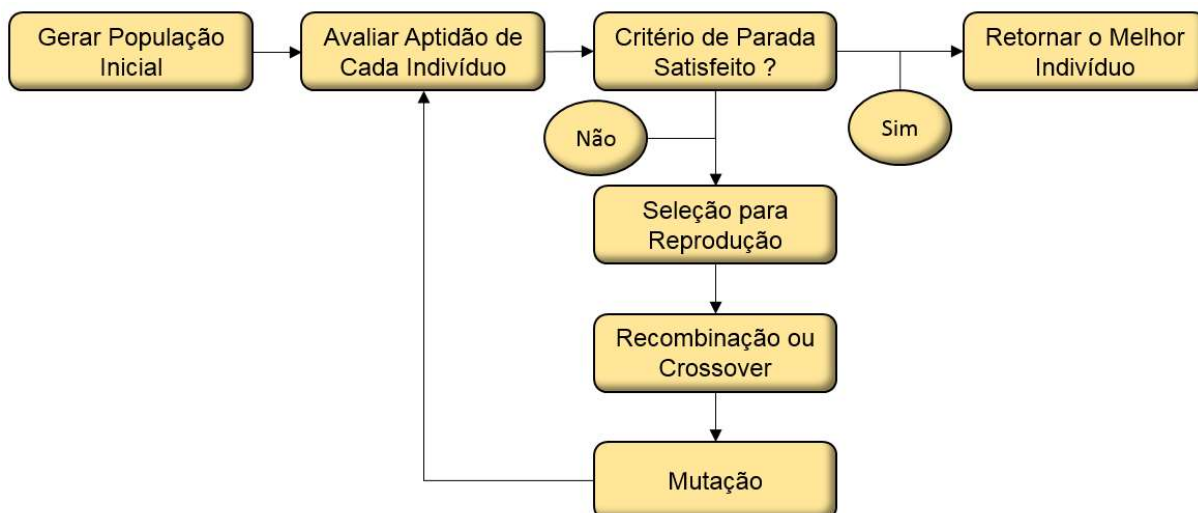 Gerar População
Inicial
Avaliar Aptidão de
Cada Indivíduo
Critério de Parada
Satisfeito ?
Retornar o Melhor
Indivíduo
Não
Sim
Seleção para
Reprodução
Recombinação ou
Crossover
Mutação